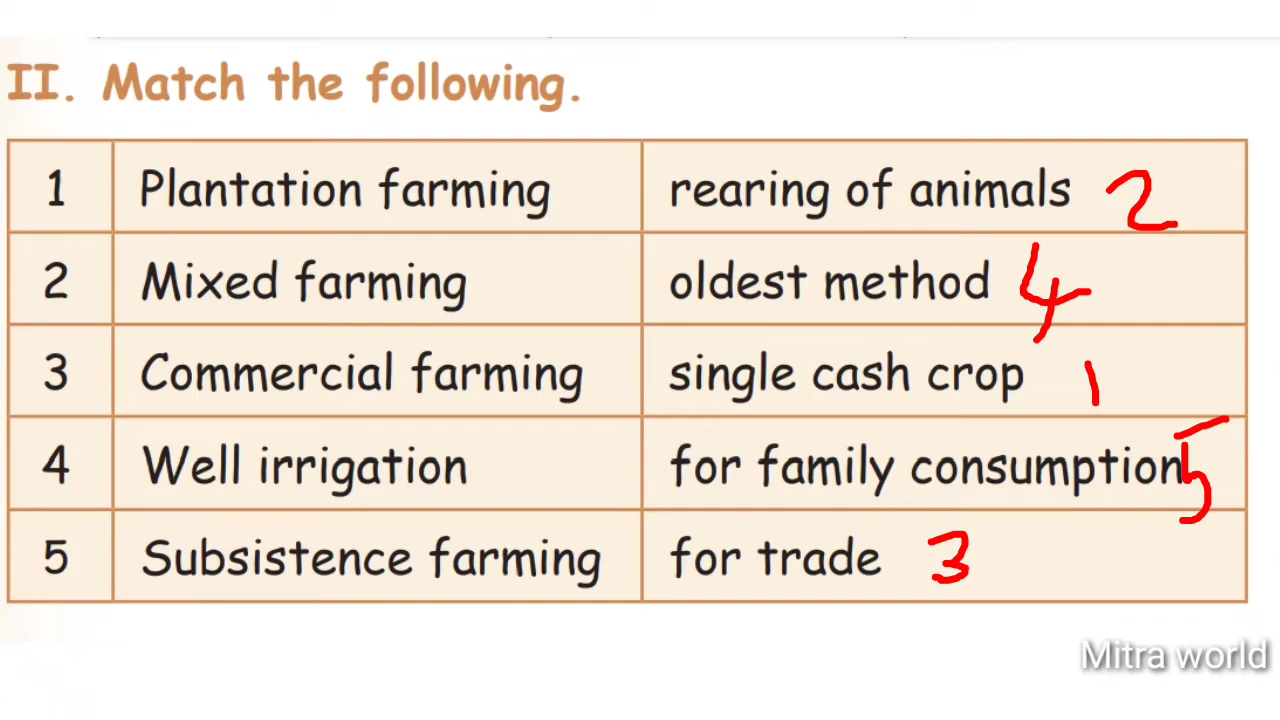 II. Match the following.
1 Plantation farming rearing of animals 2
2 Mixed farming oldest method 4
3 Commercial farming single cash crop 1
4 Well irrigation for family consumption 5
5 Subsistence farming for trade 3
Mitra world